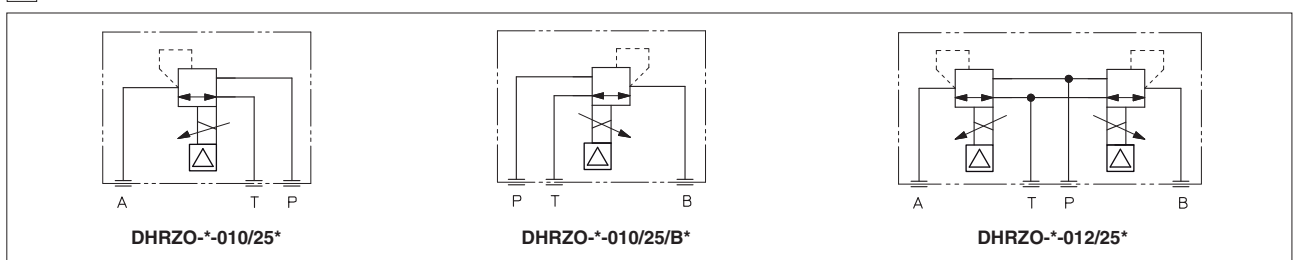 A T P
P T B
A T P B
DHRZO-*-010/25*
DHRZO-*-010/25/B*
DHRZO-*-012/25*